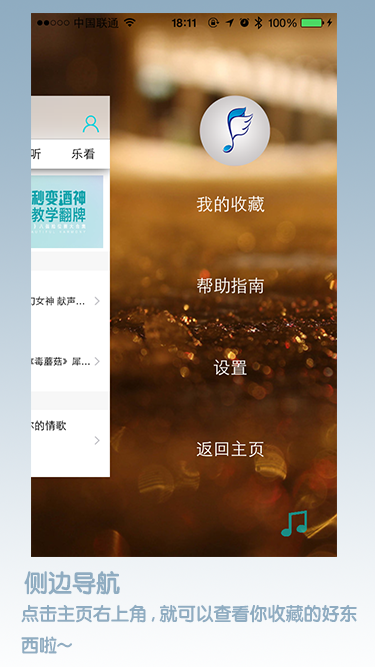 中国联通 18:11 100%
听 乐看
秒变酒神
教学翻牌
我的收藏
帮助指南
幻女神 献声...
设置
《毒蘑菇》犀...
尔的情歌
返回主页
侧边导航
点击主页右上角，就可以查看你收藏的好东
西啦～